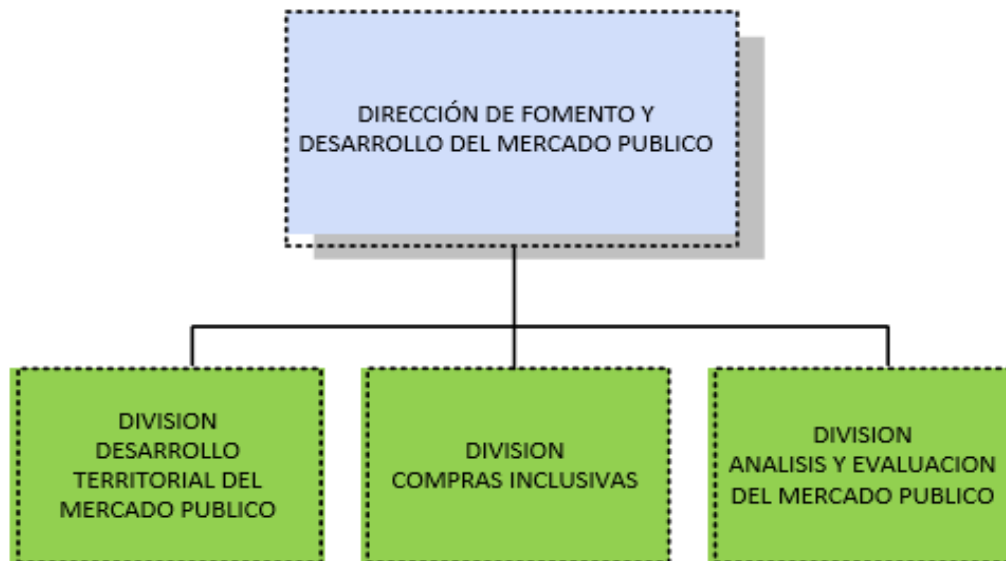 DIRECCIÓN DE FOMENTO Y
DESARROLLO DEL MERCADO PUBLICO
DIVISION
DESARROLLO
TERRITORIAL DEL
MERCADO PUBLICO
DIVISION
COMPRAS INCLUSIVAS
DIVISION
ANALISIS Y EVALUACION
DEL MERCADO PUBLICO